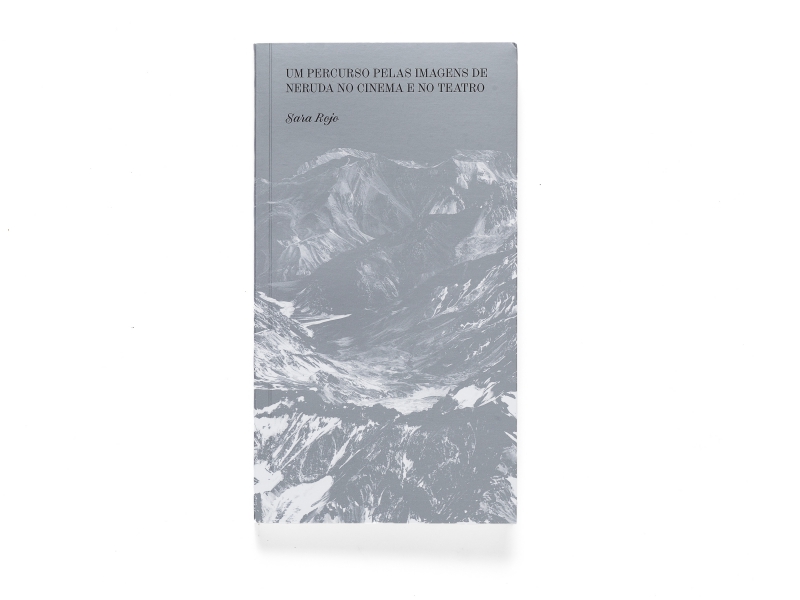 UM PERCURSO PELAS IMAGENS DE
NERUDA NO CINEMA E NO TEATRO
Sara Rojo